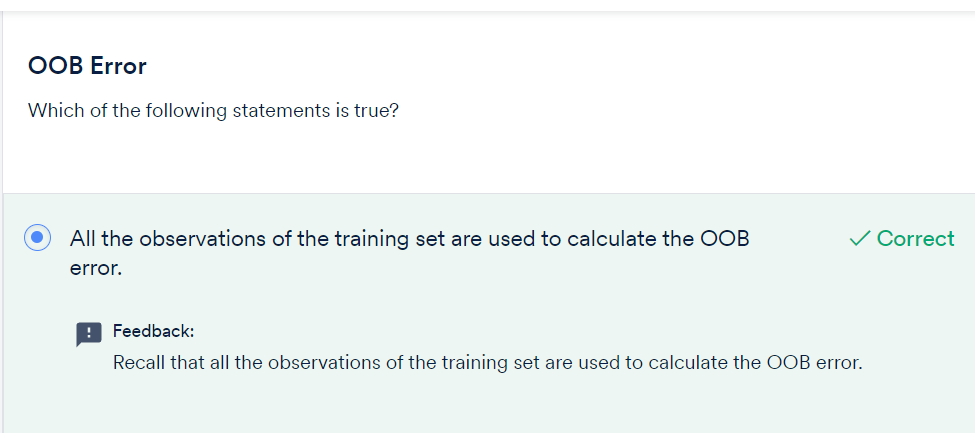 OOB Error
Which of the following statements is true?
All the observations of the training set are used to calculate the OOB
error.
Correct
Feedback:
Recall that all the observations of the training set are used to calculate the OOB error.